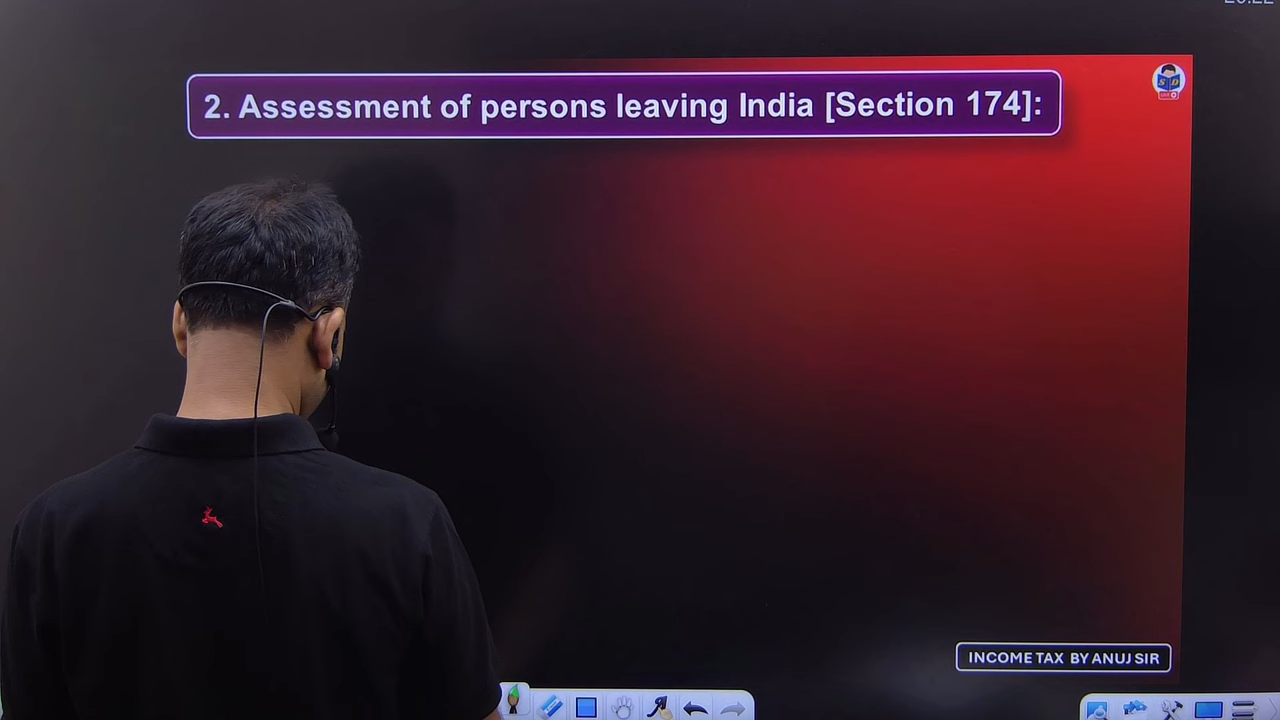 2. Assessment of persons leaving India [Section 174]:
INCOME TAX BY ANUJ SIR